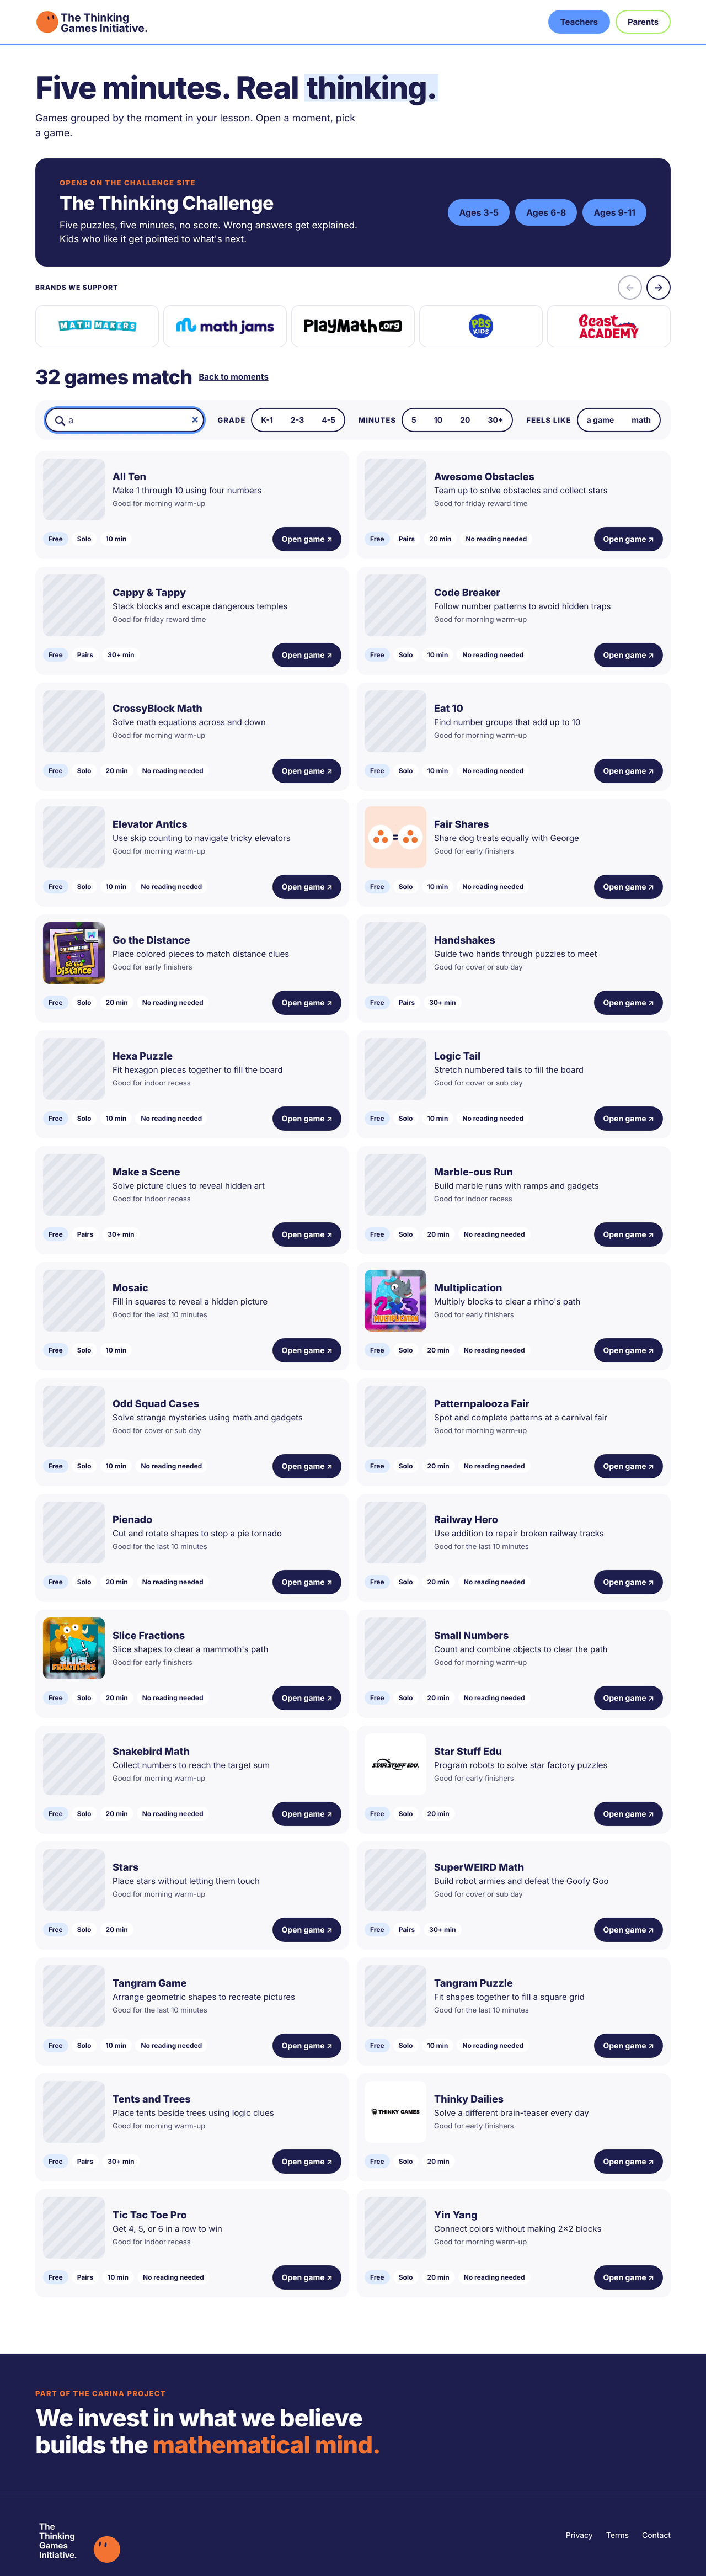 The Thinking
Games Initiative.
Teachers
Parents
Five minutes. Real thinking.
Games grouped by the moment in your lesson. Open a moment, pick
a game.
OPENS ON THE CHALLENGE SITE
The Thinking Challenge
Five puzzles, five minutes, no score. Wrong answers get explained.
Kids who like it get pointed to what's next.
Ages 3-5
Ages 6-8
Ages 9-11
BRANDS WE SUPPORT
← →
MATH MAKERS
math jams
PlayMath.org
PBS KIDS
Beast ACADEMY
32 games match Back to moments
a ×
GRADE K-1 2-3 4-5
MINUTES 5 10 20 30+
FEELS LIKE a game math
All Ten
Make 1 through 10 using four numbers
Good for morning warm-up
Free Solo 10 min Open game ↗
Awesome Obstacles
Team up to solve obstacles and collect stars
Good for friday reward time
Free Pairs 20 min No reading needed Open game ↗
Cappy & Tappy
Stack blocks and escape dangerous temples
Good for friday reward time
Free Pairs 30+ min Open game ↗
Code Breaker
Follow number patterns to avoid hidden traps
Good for morning warm-up
Free Solo 10 min No reading needed Open game ↗
CrossyBlock Math
Solve math equations across and down
Good for morning warm-up
Free Solo 20 min No reading needed Open game ↗
Eat 10
Find number groups that add up to 10
Good for morning warm-up
Free Solo 10 min No reading needed Open game ↗
Elevator Antics
Use skip counting to navigate tricky elevators
Good for morning warm-up
Free Solo 10 min No reading needed Open game ↗
=
Fair Shares
Share dog treats equally with George
Good for early finishers
Free Solo 10 min No reading needed Open game ↗
Go the Distance
Go the Distance
Place colored pieces to match distance clues
Good for early finishers
Free Solo 20 min No reading needed Open game ↗
Handshakes
Guide two hands through puzzles to meet
Good for cover or sub day
Free Pairs 30+ min Open game ↗
Hexa Puzzle
Fit hexagon pieces together to fill the board
Good for indoor recess
Free Solo 10 min No reading needed Open game ↗
Logic Tail
Stretch numbered tails to fill the board
Good for cover or sub day
Free Solo 10 min No reading needed Open game ↗
Make a Scene
Solve picture clues to reveal hidden art
Good for indoor recess
Free Pairs 30+ min Open game ↗
Marble-ous Run
Build marble runs with ramps and gadgets
Good for indoor recess
Free Solo 20 min No reading needed Open game ↗
Mosaic
Fill in squares to reveal a hidden picture
Good for the last 10 minutes
Free Solo 10 min Open game ↗
2x3
MULTIPLICATION
Multiplication
Multiply blocks to clear a rhino's path
Good for early finishers
Free Solo 20 min No reading needed Open game ↗
Odd Squad Cases
Solve strange mysteries using math and gadgets
Good for cover or sub day
Free Solo 10 min No reading needed Open game ↗
Patternpalooza Fair
Spot and complete patterns at a carnival fair
Good for morning warm-up
Free Solo 20 min No reading needed Open game ↗
Pienado
Cut and rotate shapes to stop a pie tornado
Good for the last 10 minutes
Free Solo 20 min No reading needed Open game ↗
Railway Hero
Use addition to repair broken railway tracks
Good for the last 10 minutes
Free Solo 20 min No reading needed Open game ↗
SLICE
FRACTIONS
Slice Fractions
Slice shapes to clear a mammoth's path
Good for early finishers
Free Solo 20 min No reading needed Open game ↗
Small Numbers
Count and combine objects to clear the path
Good for morning warm-up
Free Solo 20 min No reading needed Open game ↗
Snakebird Math
Collect numbers to reach the target sum
Good for morning warm-up
Free Solo 20 min No reading needed Open game ↗
STAR STUFF EDU.
Star Stuff Edu
Program robots to solve star factory puzzles
Good for early finishers
Free Solo 20 min Open game ↗
Stars
Place stars without letting them touch
Good for morning warm-up
Free Solo 20 min Open game ↗
SuperWEIRD Math
Build robot armies and defeat the Goofy Goo
Good for cover or sub day
Free Pairs 30+ min Open game ↗
Tangram Game
Arrange geometric shapes to recreate pictures
Good for the last 10 minutes
Free Solo 10 min No reading needed Open game ↗
Tangram Puzzle
Fit shapes together to fill a square grid
Good for the last 10 minutes
Free Solo 10 min No reading needed Open game ↗
Tents and Trees
Place tents beside trees using logic clues
Good for morning warm-up
Free Pairs 30+ min Open game ↗
THINKY GAMES
Thinky Dailies
Solve a different brain-teaser every day
Good for early finishers
Free Solo 20 min Open game ↗
Tic Tac Toe Pro
Get 4, 5, or 6 in a row to win
Good for indoor recess
Free Pairs 10 min No reading needed Open game ↗
Yin Yang
Connect colors without making 2×2 blocks
Good for morning warm-up
Free Solo 20 min No reading needed Open game ↗
PART OF THE CARINA PROJECT
We invest in what we believe
builds the mathematical mind.
The
Thinking
Games
Initiative.
Privacy Terms Contact